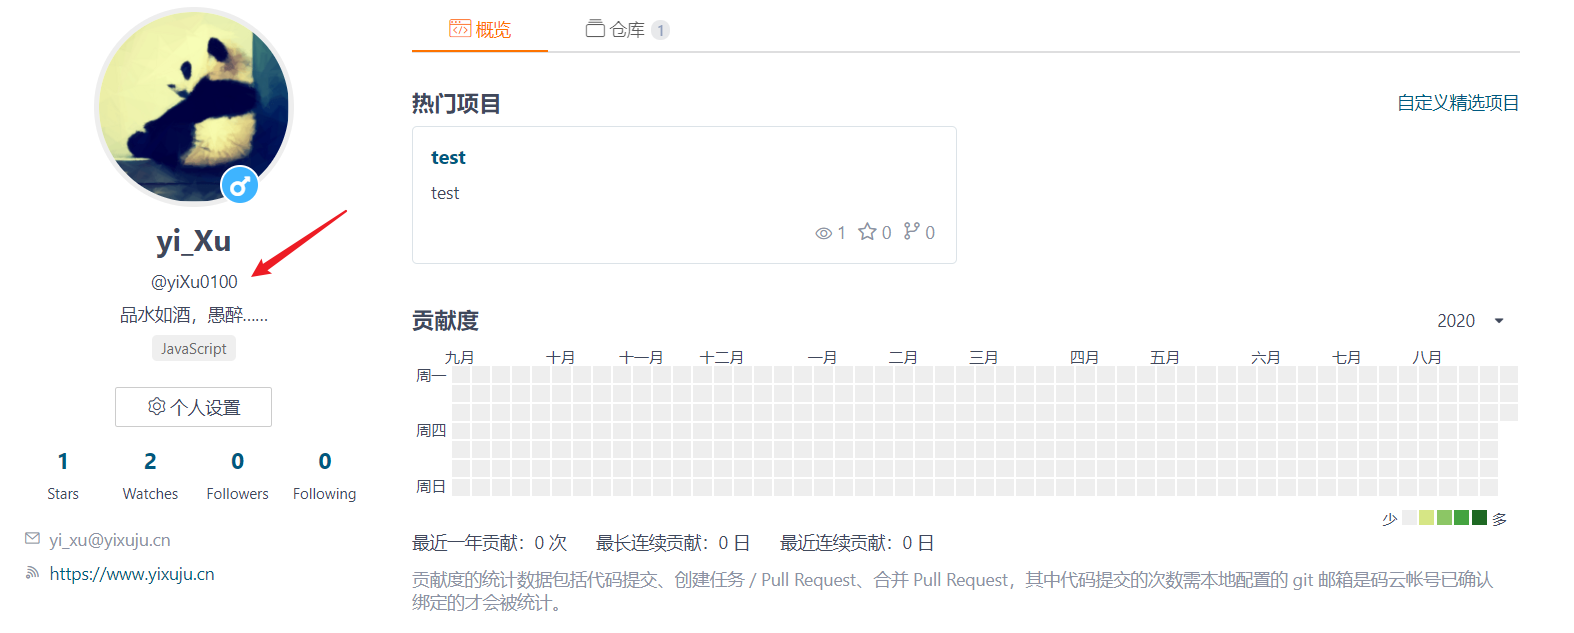 概览
仓库 1
yi_Xu
@yiXu0100
品水如酒，愚醉......
JavaScript
个人设置
1 2 0 0
Stars Watches Followers Following
yi_xu@yixuju.cn
https://www.yixuju.cn
热门项目
自定义精选项目
test
test
1 0 0
贡献度
2020
九月 十月 十一月 十二月 一月 二月 三月 四月 五月 六月 七月 八月
周一
周四
周日
少 多
最近一年贡献：0 次 最长连续贡献：0 日 最近连续贡献：0 日
贡献度的统计数据包括代码提交、创建任务 / Pull Request、合并 Pull Request，其中代码提交的次数需本地配置的 git 邮箱是码云帐号已确认
绑定的才会被统计。